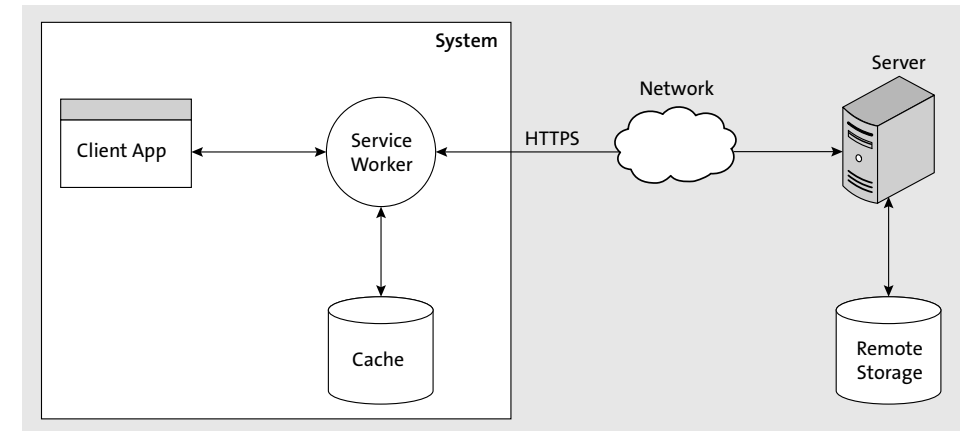 System
Client App
Service
Worker
Cache
HTTPS
Network
Server
Remote
Storage